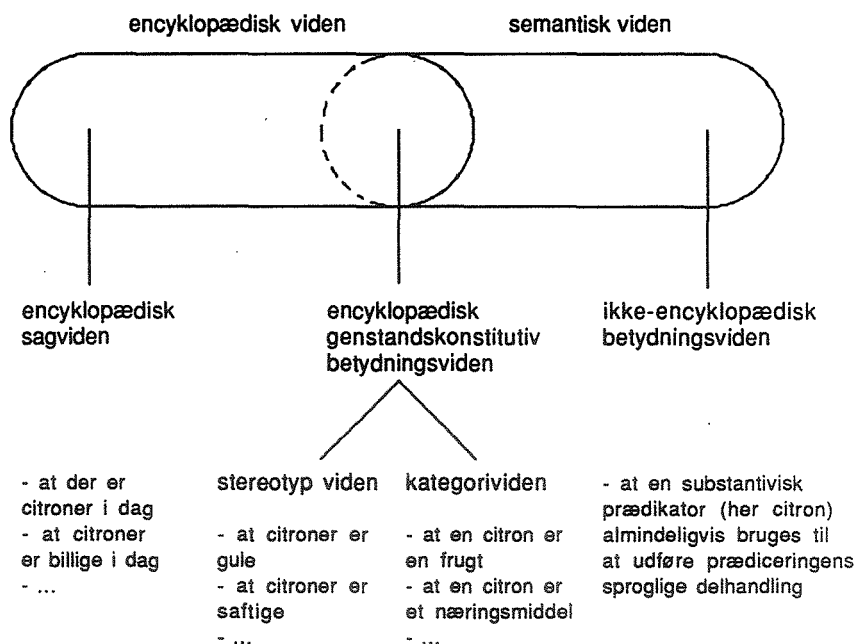 encyklopædisk viden
semantisk viden
encyklopædisk
sagviden
encyklopædisk
genstandskonstitutiv
betydningsviden
ikke-encyklopædisk
betydningsviden
- at der er
citroner i dag
- at citroner
er billige i dag
- ...
stereotyp viden
- at citroner er
gule
- at citroner er
saftige
- ...
kategorividen
- at en citron er
en frugt
- at en citron er
et næringsmiddel
- ...
- at en substantivisk
prædikator (her citron)
almindeligvis bruges til
at udføre prædiceringens
sproglige delhandling